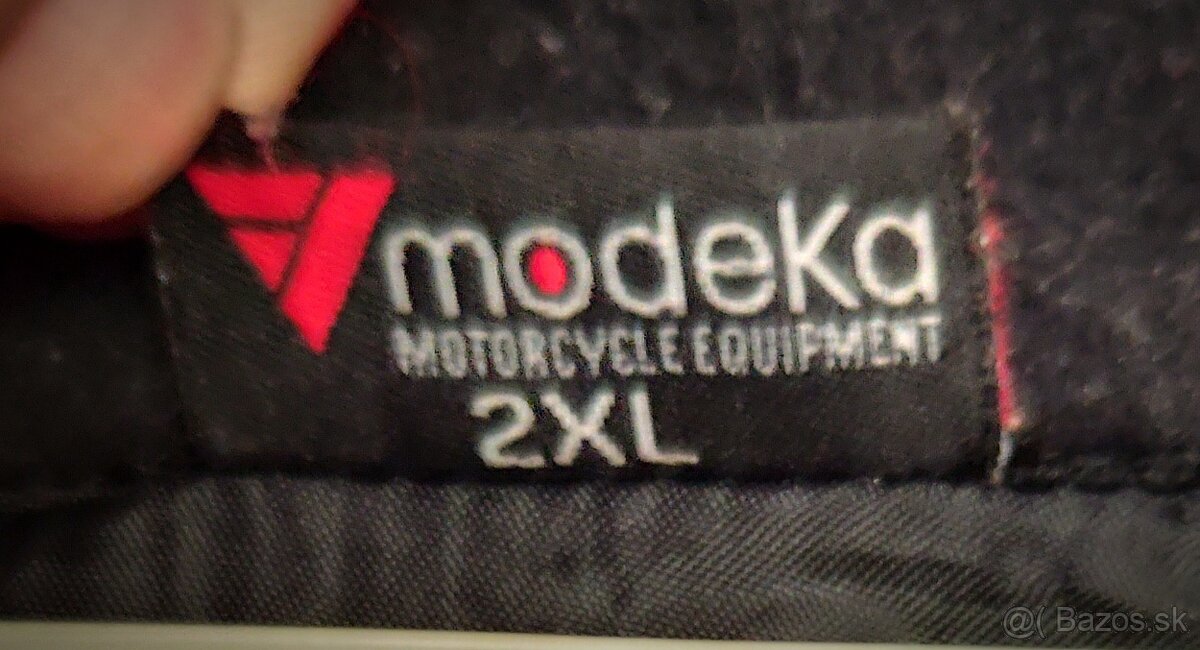 modeka
MOTORCYCLE EQUIPMENT
2XL
@( Bazos.sk